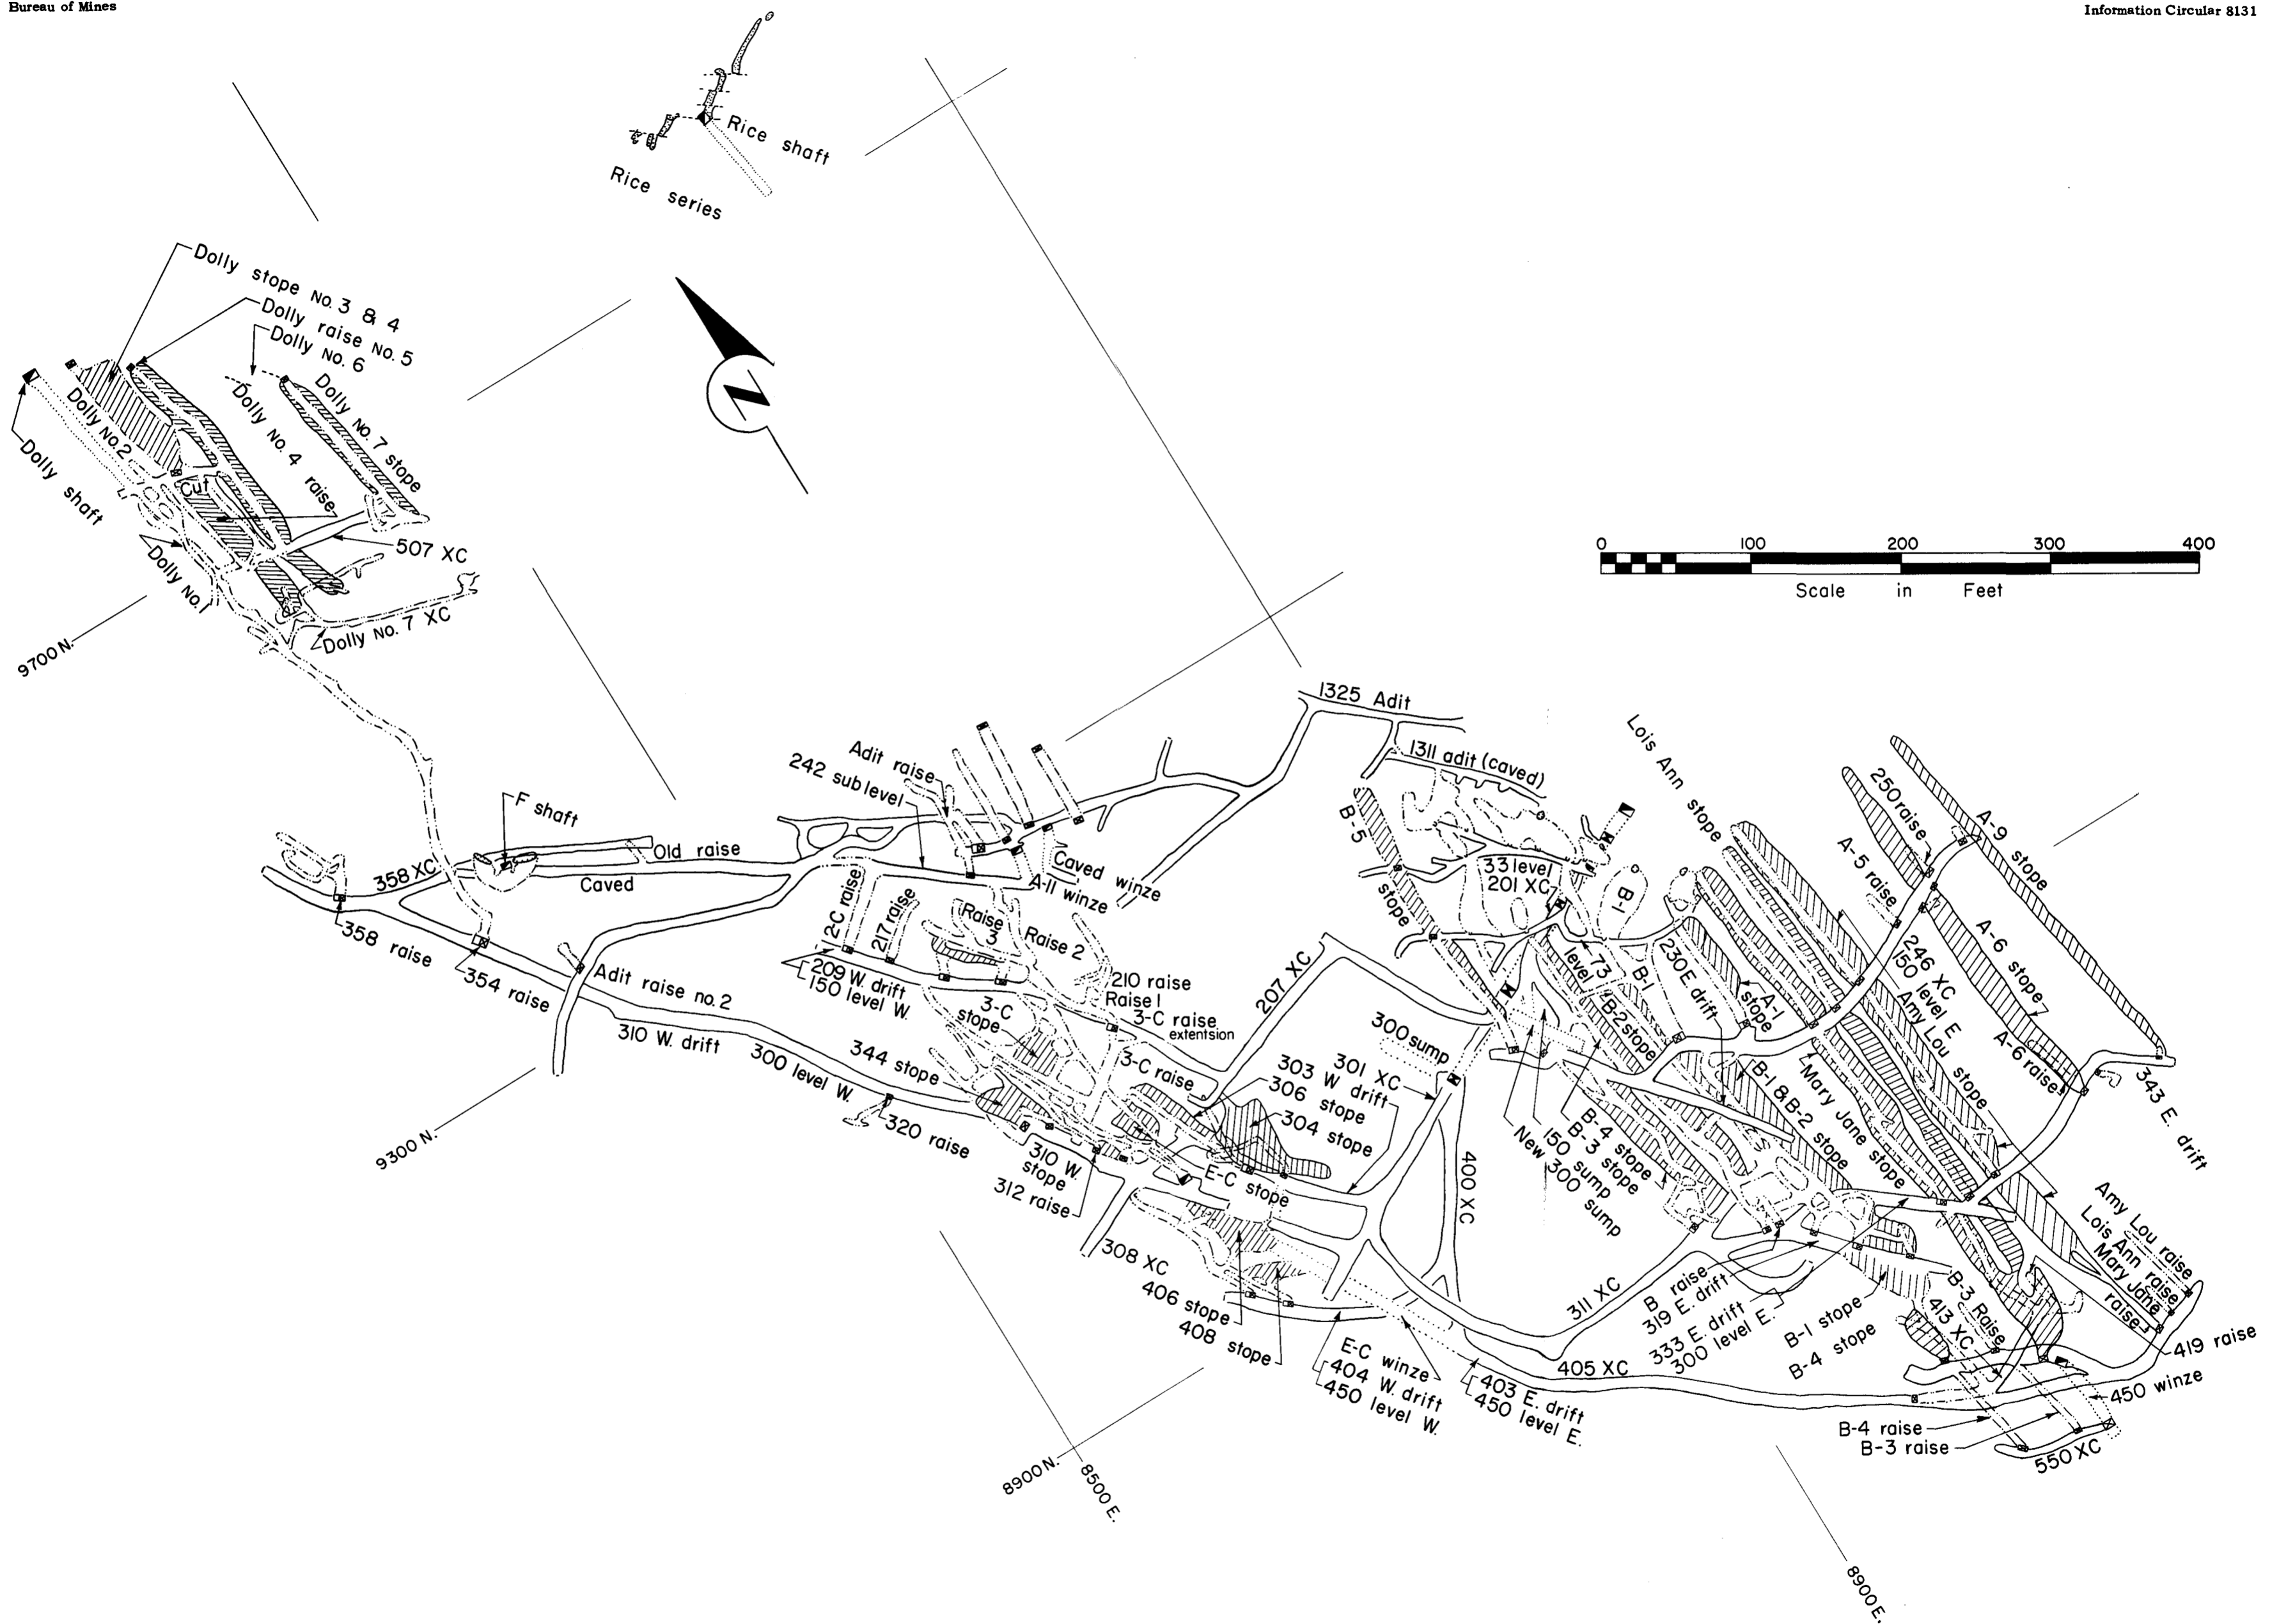 Bureau of Mines
Information Circular 8131
Rice shaft
Rice series
Dolly stope No. 3 & 4
Dolly raise No. 5
Dolly No. 6
Dolly No. 7 stope
Dolly No. 4 raise
Dolly No. 2
Dolly shaft
Cut
Dolly No. 1
507 XC
Dolly No. 7 XC
9700 N.
N
0 100 200 300 400
Scale in Feet
1325 Adit
1311 adit (caved)
Adit raise
242 sublevel
F shaft
Old raise
358 XC
Caved
358 raise
354 raise
Adit raise no. 2
310 W. drift
300 level W.
Caved winze
A-11 winze
12-C raise
217 raise
Raise
3
Raise 2
209 W. drift
150 level W.
210 raise
Raise 1
3-C raise
extension
3-C
stope
3-C raise
344 stope
320 raise
310 W.
stope
312 raise
207 XC
300 sump
301 XC
303 W drift
306 stope
304 stope
E-C stope
308 XC
406 stope
408 stope
400 XC
E-C winze
404 W. drift
450 level W.
403 E. drift
450 level E.
405 XC
311 XC
9300 N.
8900 N.
8500 E.
8900 E.
B-5
stope
33 level
201 XC
B-1
73
level
B-1
B-2 stope
230 E drift
A-1
stope
Lois Ann stope
250 raise
A-5 raise
A-9 stope
A-6 stope
246 XC
150 level E
Amy Lou stope
A-6 raise
343 E. drift
B-1 & B-2 stope
Mary Jane stope
B-4 stope
B-3 stope
150 sump
New 300 sump
B raise
319 E. drift
333 E. drift
300 level E.
B-1 stope
B-4 stope
B-3 Raise
413 XC
Amy Lou raise
Lois Ann raise
Mary Jane
raise
419 raise
450 winze
B-4 raise
B-3 raise
550 XC